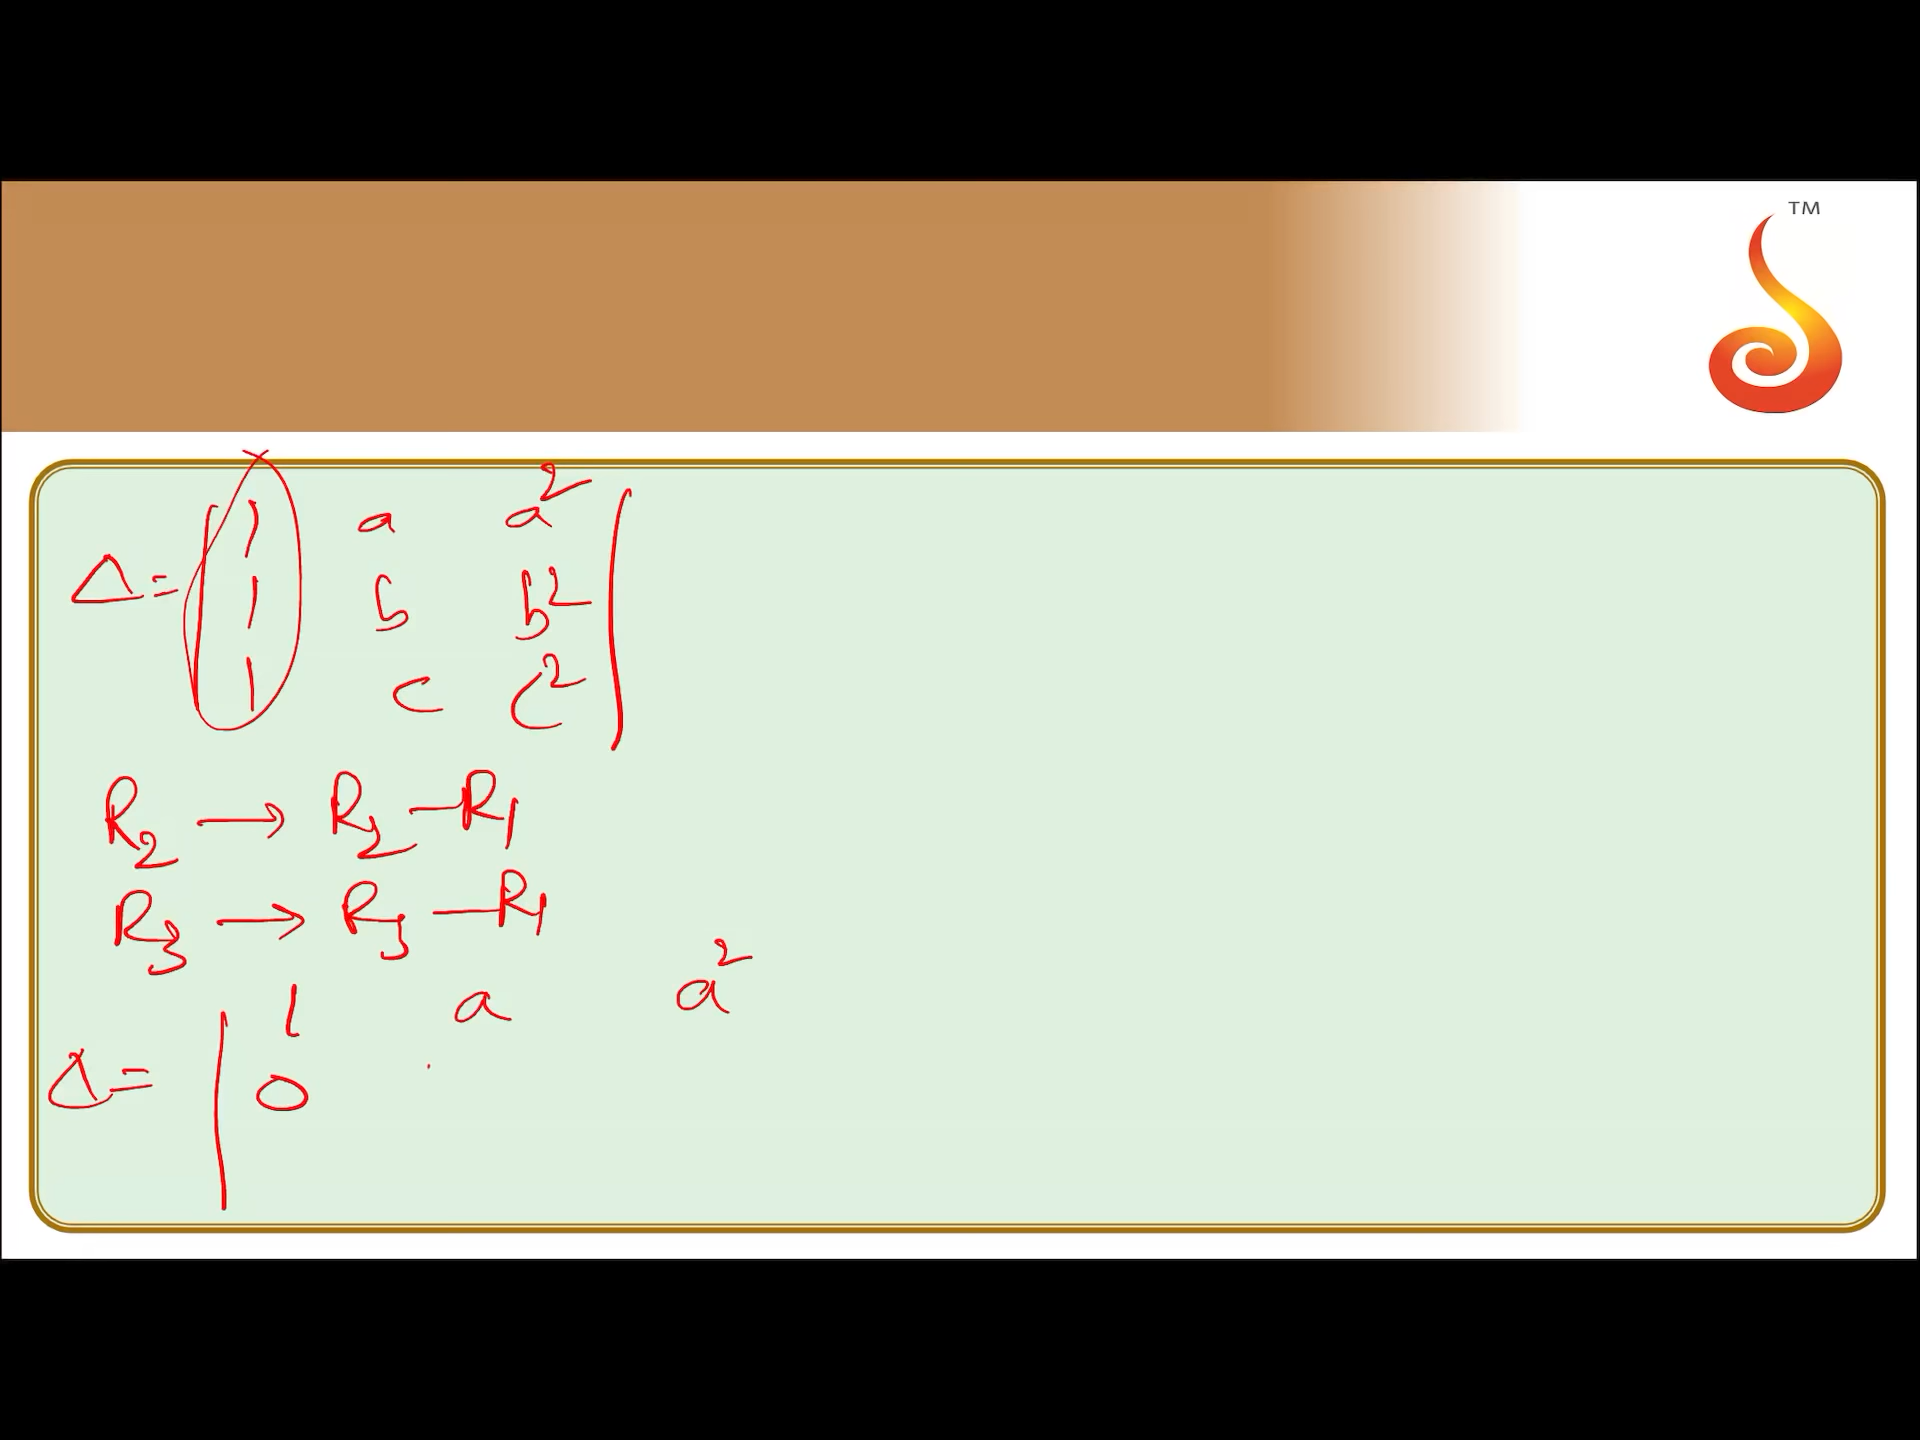 TM
1 a a²
Δ= 1 b b²
1 c c²
R₂ → R₂ - R₁
R₃ → R₃ - R₁
1 a a²
Δ= 0